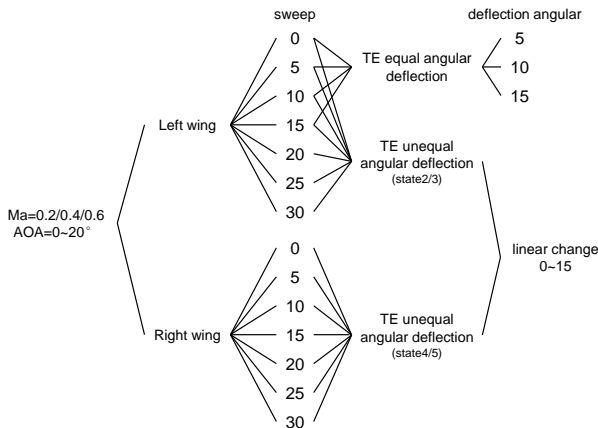 sweep
deflection angular
0
5
10
15
20
25
30
TE equal angular
deflection
5
10
15
Left wing
TE unequal
angular deflection
(state2/3)
Ma=0.2/0.4/0.6
AOA=0~20°
linear change
0~15
0
5
10
15
20
25
30
Right wing
TE unequal
angular deflection
(state4/5)